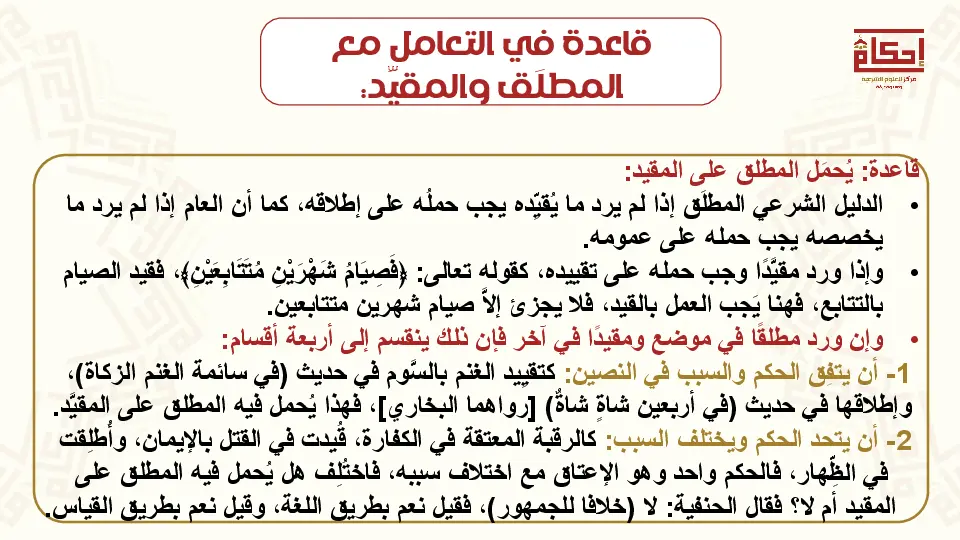 قاعدة في التعامل مع
المطلَق والمقيّد:
إحكام
مركز للعلوم الشرعية
قاعدة: يُحمَل المطلق على المقيد:
• الدليل الشرعي المطلَق إذا لم يرد ما يُقيِّده يجب حملُه على إطلاقه، كما أن العام إذا لم يرد ما
يخصصه يجب حمله على عمومه.
• وإذا ورد مقيَّدًا وجب حمله على تقييده، كقوله تعالى: ﴿فَصِيَامُ شَهْرَيْنِ مُتَتَابِعَيْنِ﴾، فقيد الصيام
بالتتابع، فهنا يَجب العمل بالقيد، فلا يجزئ إلاَّ صيام شهرين متتابعين.
• وإن ورد مطلقًا في موضع ومقيدًا في آخر فإن ذلك ينقسم إلى أربعة أقسام:
1- أن يتفِق الحكم والسبب في النصين: كتقييد الغنم بالسَّوم في حديث (في سائمة الغنم الزكاة)،
وإطلاقها في حديث (في أربعين شاةٍ شاةٌ) [رواهما البخاري]، فهذا يُحمل فيه المطلق على المقيَّد.
2- أن يتحد الحكم ويختلف السبب: كالرقبة المعتقة في الكفارة، قُيدت في القتل بالإيمان، وأُطلِقت
في الظِّهار، فالحكم واحد وهو الإعتاق مع اختلاف سببه، فاختُلِف هل يُحمل فيه المطلق على
المقيد أم لا؟ فقال الحنفية: لا (خلافا للجمهور)، فقيل نعم بطريق اللغة، وقيل نعم بطريق القياس.